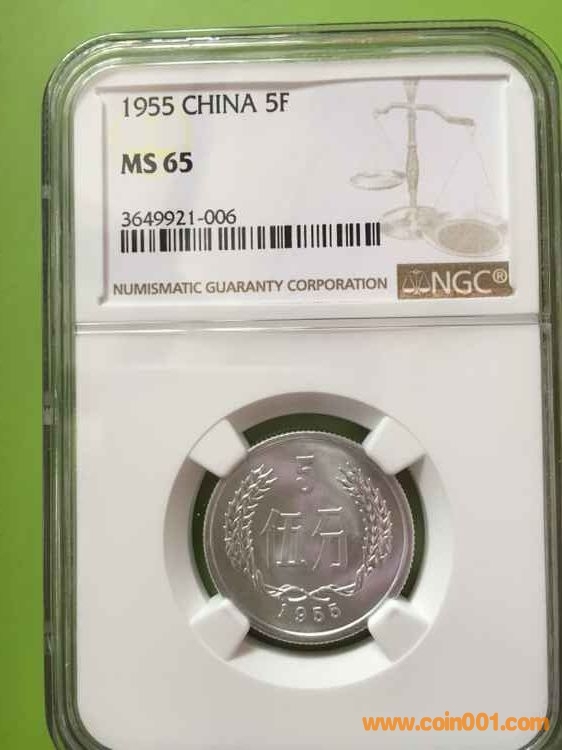 1955 CHINA 5F
MS 65
3649921-006
NUMISMATIC GUARANTY CORPORATION
NGC®
5
伍分
1955
www.coin001.com